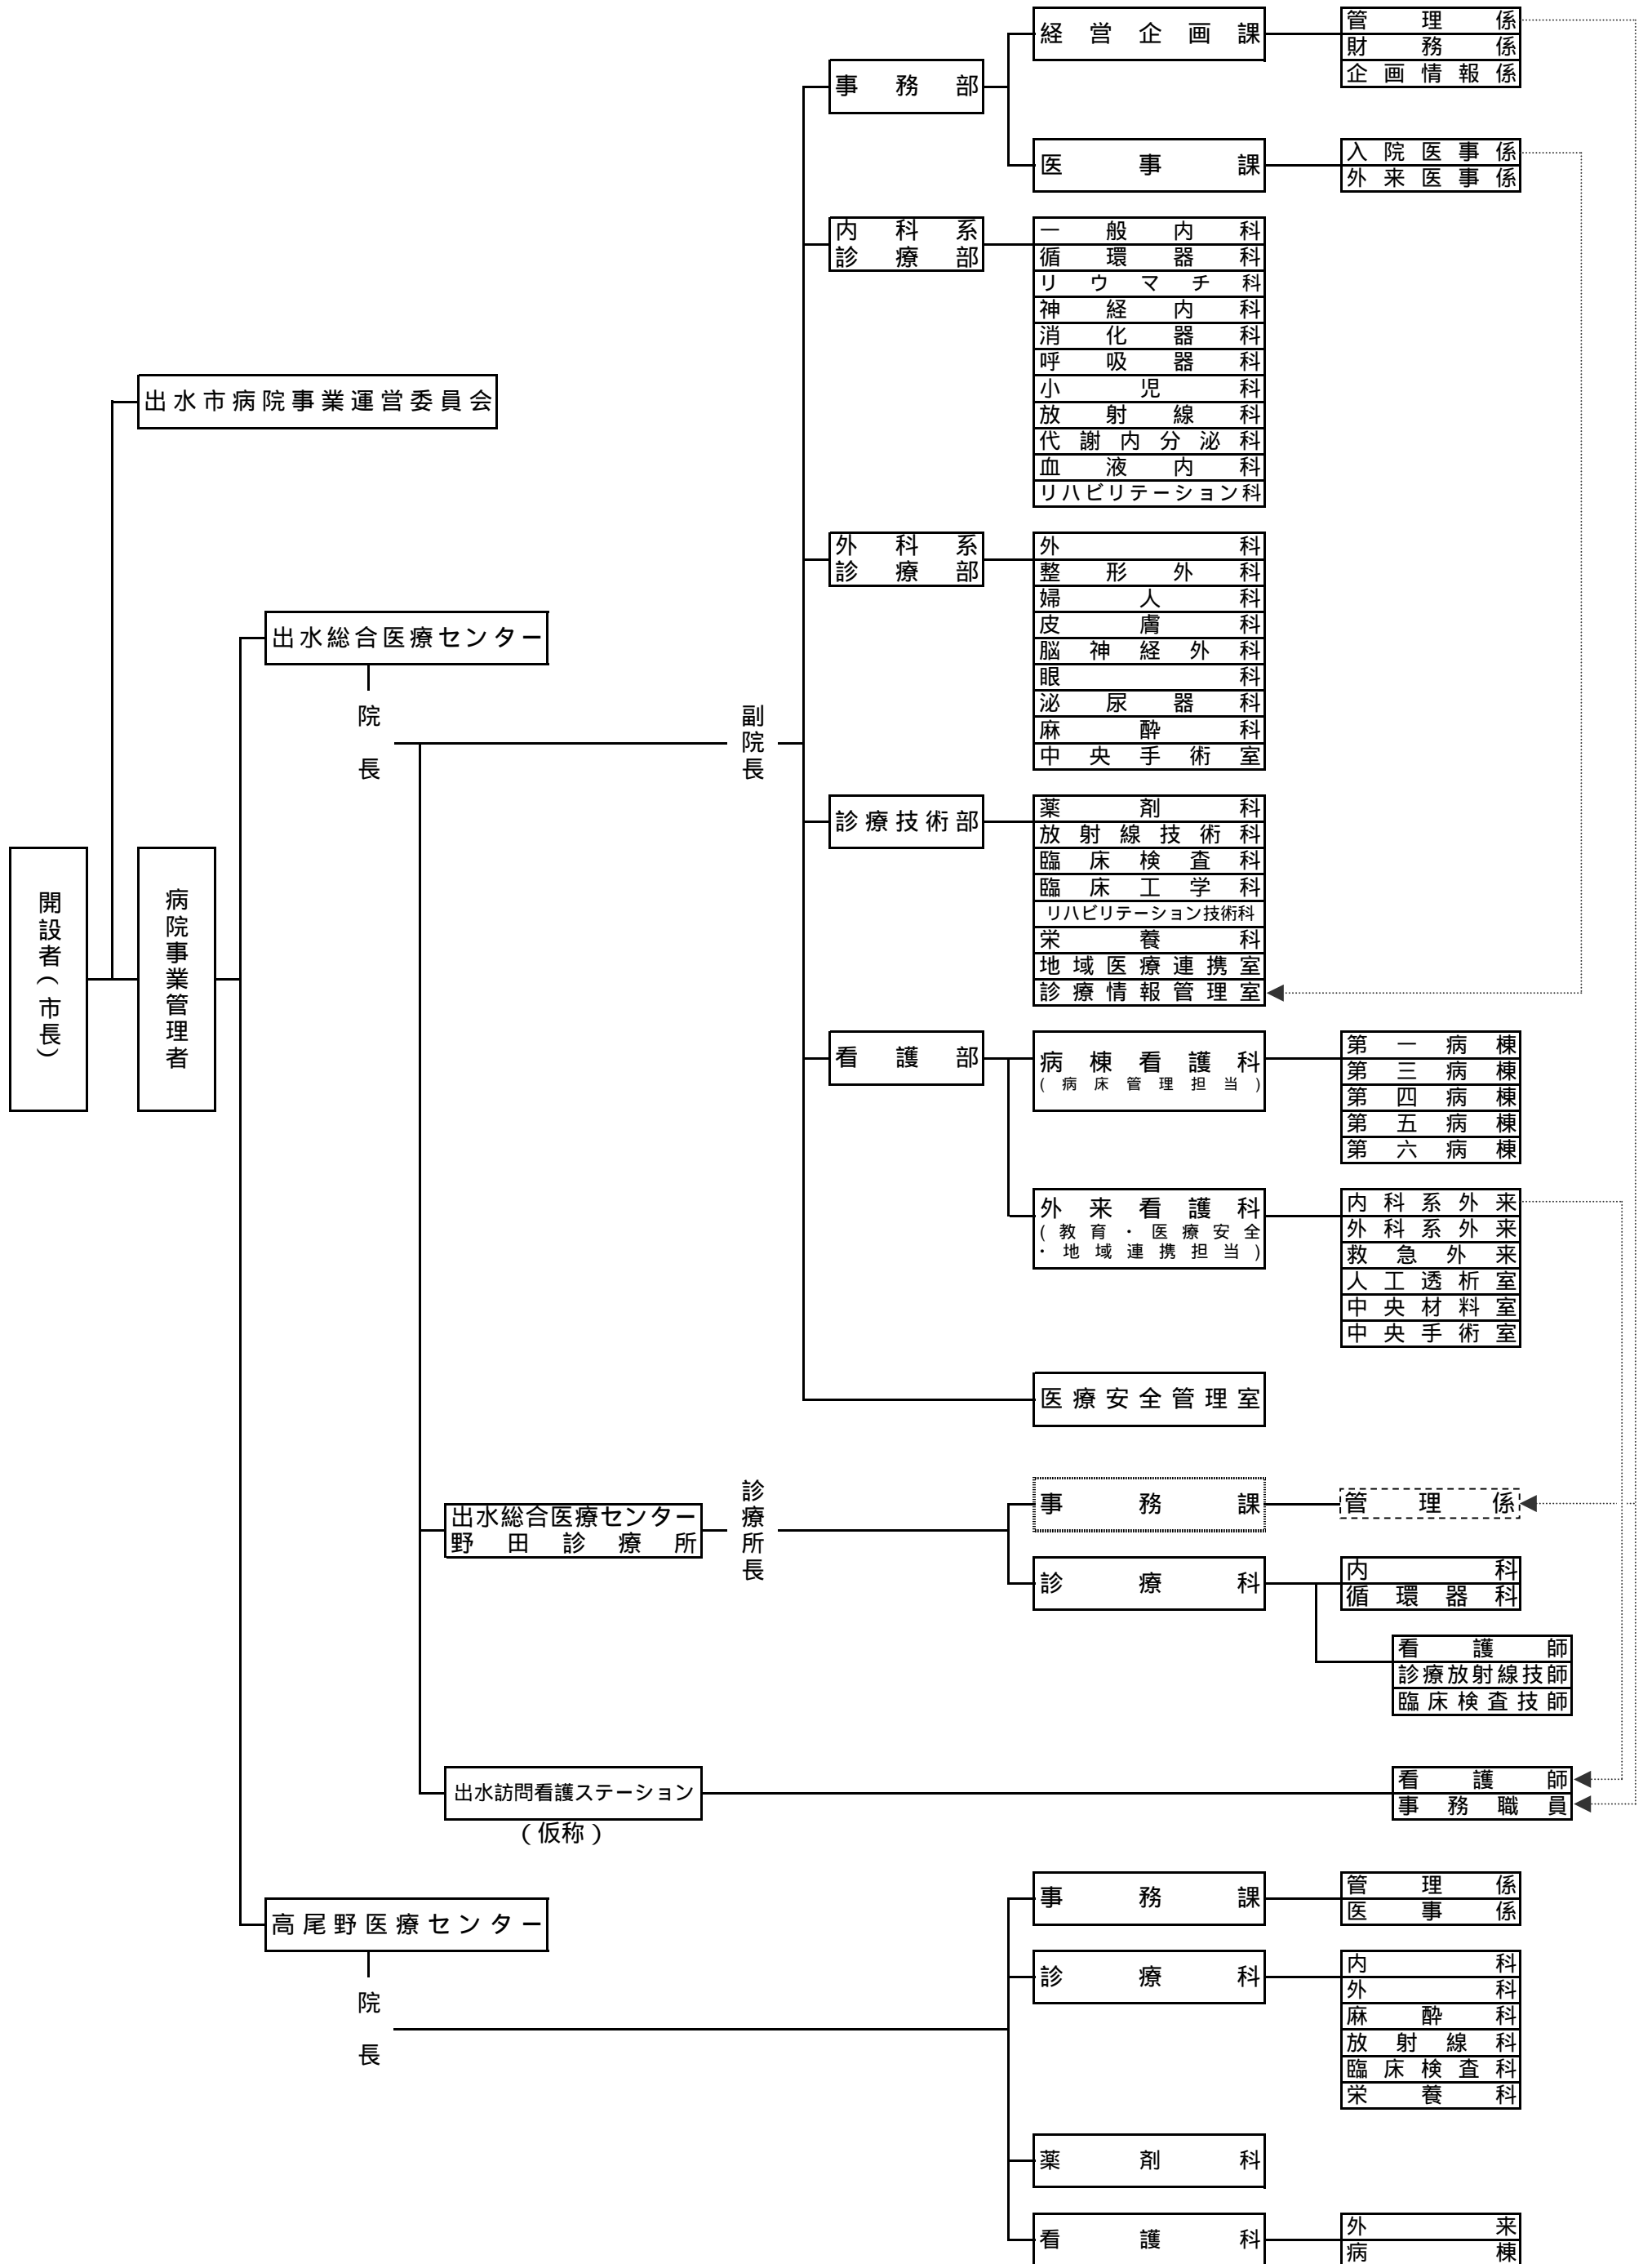 経営企画課
管理係
財務係
企画情報係
事務部
医事課
入院医事係
外来医事係
内科系
診療部
一般内科
循環器科
リウマチ科
神経内科
消化器科
呼吸器科
小児科
放射線科
代謝内分泌科
血液内科
リハビリテーション科
出水市病院事業運営委員会
外科系
診療部
外科
整形外科
婦人科
皮膚科
脳神経外科
眼科
泌尿器科
麻酔科
中央手術室
出水総合医療センター
院長
副院長
診療技術部
薬剤科
放射線技術科
臨床検査科
臨床工学科
リハビリテーション技術科
栄養科
地域医療連携室
診療情報管理室
開設者(市長)
病院事業管理者
看護部
病棟看護科
(病床管理担当)
第一病棟
第三病棟
第四病棟
第五病棟
第六病棟
外来看護科
(教育・医療安全
・地域連携担当)
内科系外来
外科系外来
救急外来
人工透析室
中央材料室
中央手術室
医療安全管理室
出水総合医療センター
野田診療所
診療所長
事務課
管理係
診療科
内科
循環器科
看護師
診療放射線技師
臨床検査技師
出水訪問看護ステーション
(仮称)
看護師
事務職員
高尾野医療センター
院長
事務課
管理係
医事係
診療科
内科
外科
麻酔科
放射線科
臨床検査科
栄養科
薬剤科
看護科
外来
病棟